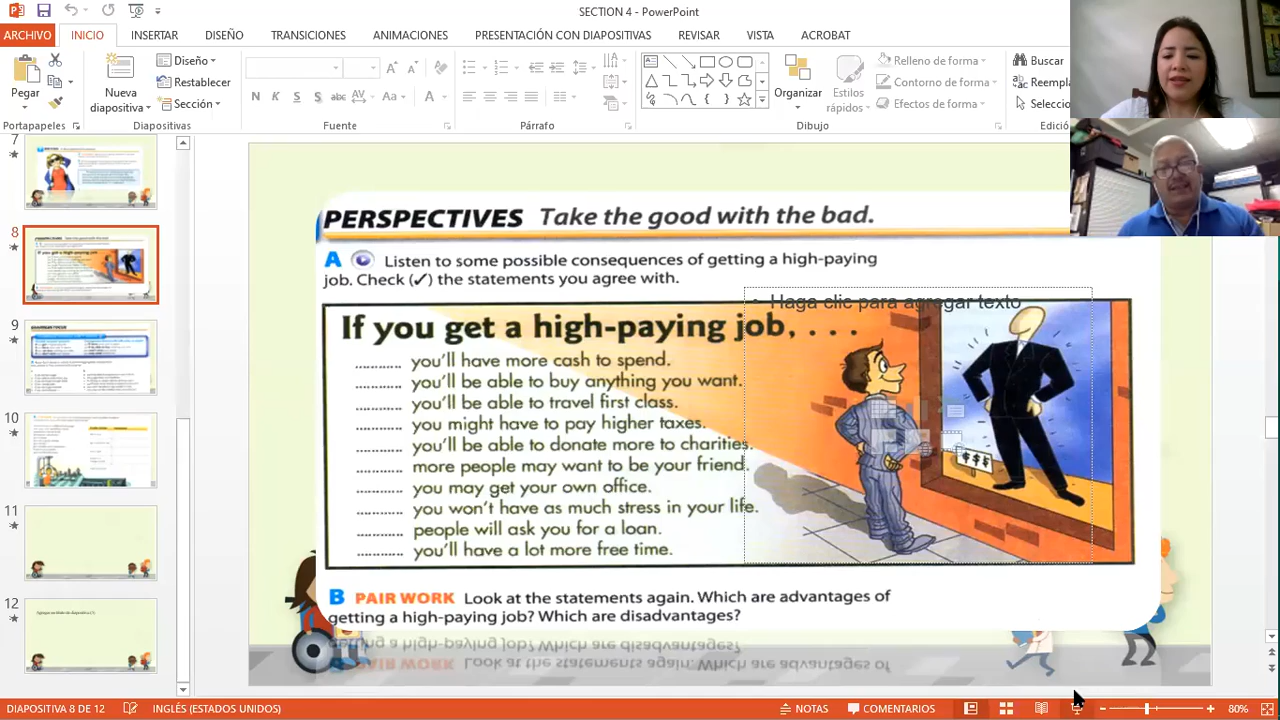 SECTION 4 - PowerPoint
ARCHIVO INICIO INSERTAR DISEÑO TRANSICIONES ANIMACIONES PRESENTACIÓN CON DIAPOSITIVAS REVISAR VISTA ACROBAT
Pegar
Nueva
diapositiva
Diseño
Restablecer
Sección
N K S S abc AV Aa A
Organizar
Estilos
rápidos
Relleno de forma
Contorno de forma
Efectos de forma
Buscar
Reempla
Selecció
Portapapeles Diapositivas Fuente Párrafo Dibujo Edició
7
8
9
10
11
12
PERSPECTIVES Take the good with the bad.
A Listen to some possible consequences of getting a high-paying
job. Check (✓) the statements you agree with.
Haga clic para agregar texto
If you get a high-paying job. . . .
.......... you'll have more cash to spend.
.......... you'll be able to buy anything you want.
.......... you'll be able to travel first class.
.......... you might have to pay higher taxes.
.......... you'll be able to donate more to charities
.......... more people may want to be your friend
.......... you may get your own office.
.......... you won't have as much stress in your life.
.......... people will ask you for a loan.
.......... you'll have a lot more free time.
$$$
B PAIR WORK Look at the statements again. Which are advantages of
getting a high-paying job? Which are disadvantages?
DIAPOSITIVA 8 DE 12 INGLÉS (ESTADOS UNIDOS) NOTAS COMENTARIOS 80%